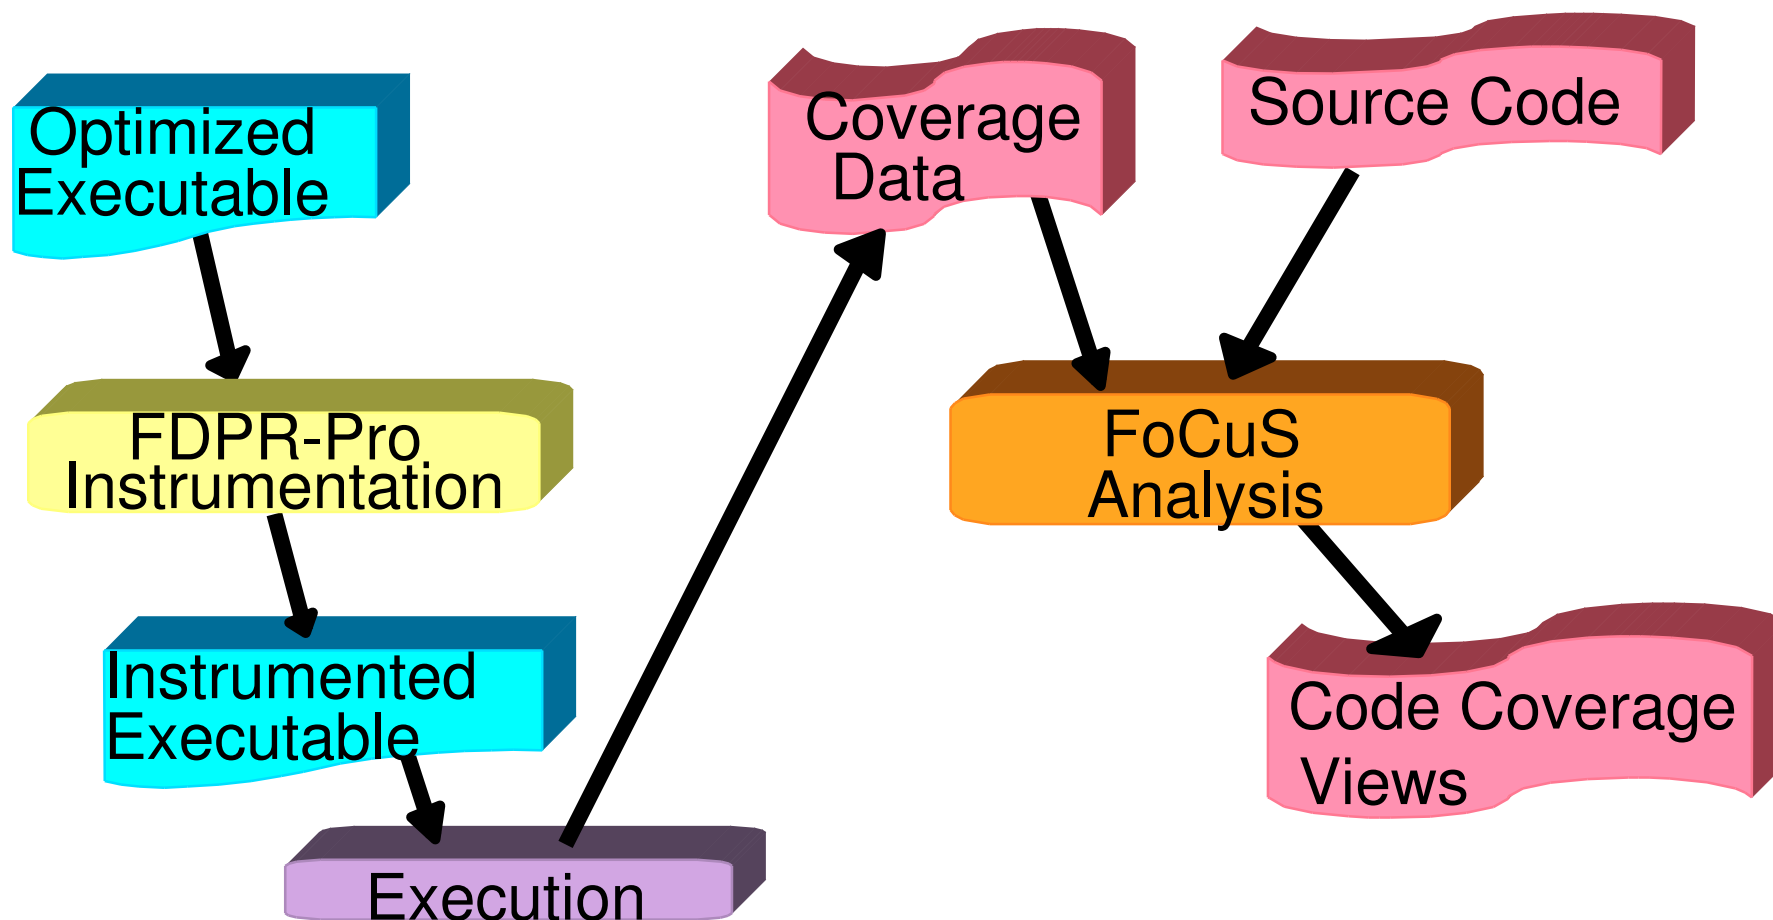 Optimized
Executable
FDPR-Pro
Instrumentation
Instrumented
Executable
Execution
Coverage
Data
Source Code
FoCuS
Analysis
Code Coverage
Views